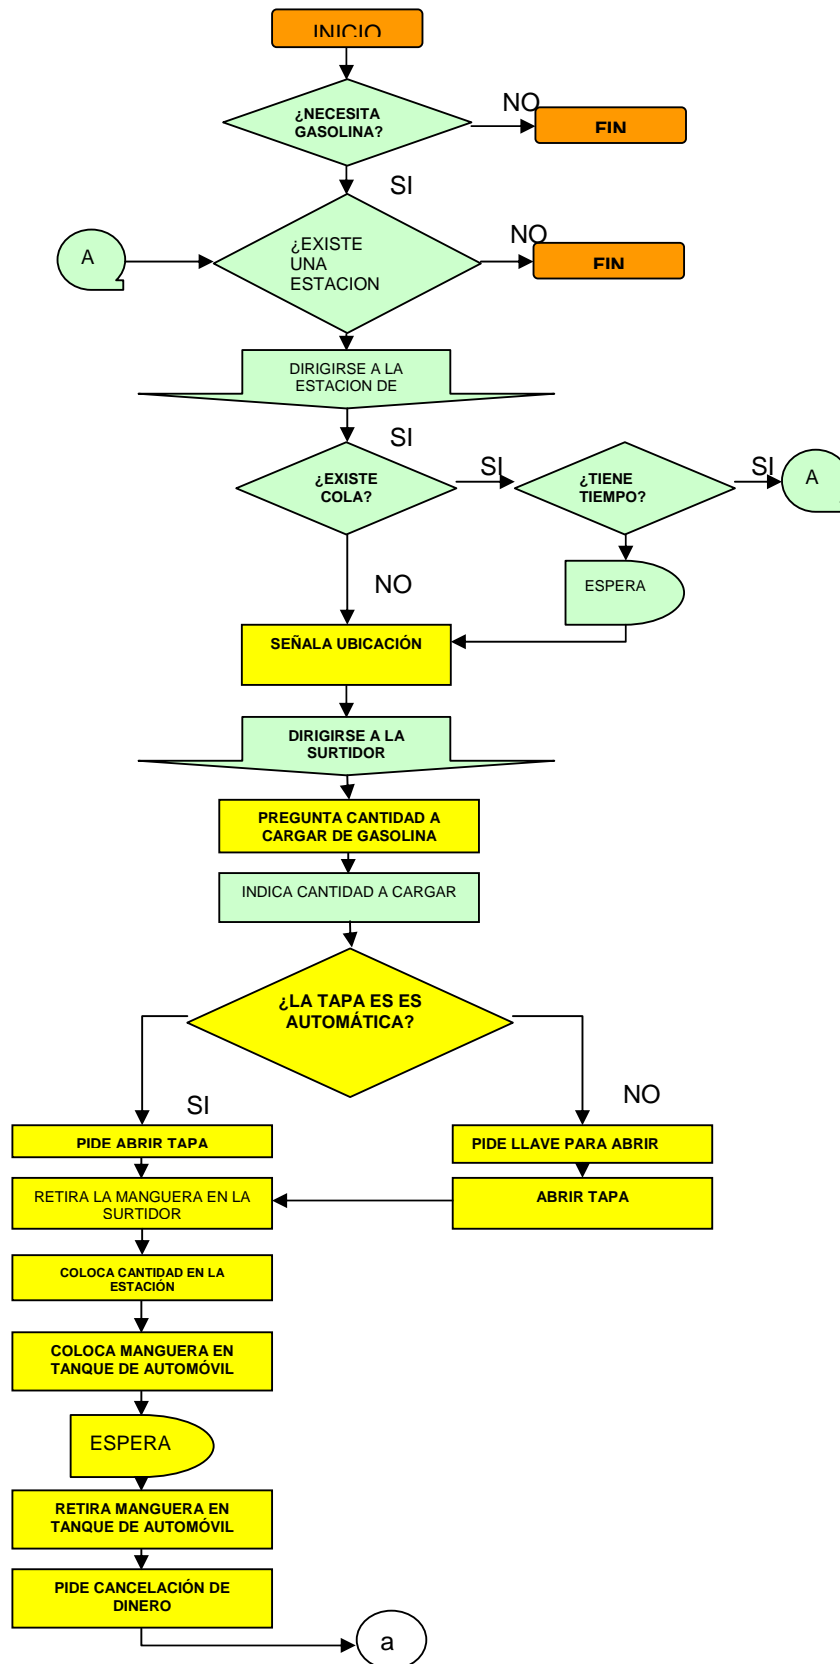 INICIO
¿NECESITA
GASOLINA?
NO
FIN
SI
A
¿EXISTE
UNA
ESTACION
NO
FIN
DIRIGIRSE A LA
ESTACION DE
SI
¿EXISTE
COLA?
SI
¿TIENE
TIEMPO?
SI
A
NO
ESPERA
SEÑALA UBICACIÓN
DIRIGIRSE A LA
SURTIDOR
PREGUNTA CANTIDAD A
CARGAR DE GASOLINA
INDICA CANTIDAD A CARGAR
¿LA TAPA ES ES
AUTOMÁTICA?
SI
NO
PIDE ABRIR TAPA
PIDE LLAVE PARA ABRIR
RETIRA LA MANGUERA EN LA
SURTIDOR
ABRIR TAPA
COLOCA CANTIDAD EN LA
ESTACIÓN
COLOCA MANGUERA EN
TANQUE DE AUTOMÓVIL
ESPERA
RETIRA MANGUERA EN
TANQUE DE AUTOMÓVIL
PIDE CANCELACIÓN DE
DINERO
a